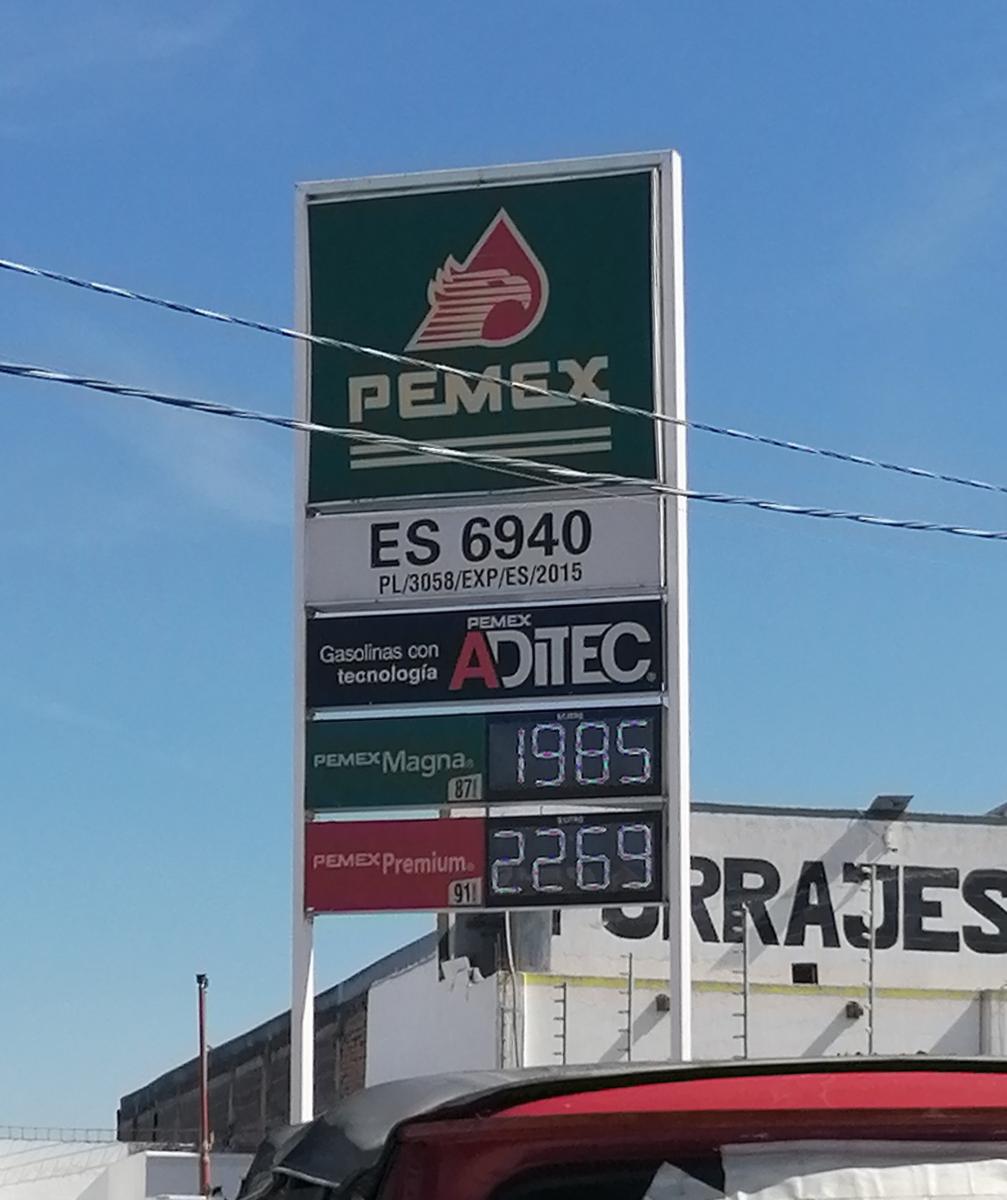 PEMEX
ES 6940
PL/3058/EXP/ES/2015
Gasolinas con
tecnología
PEMEX
ADITEC®
PEMEX Magna®
87
1985
PEMEX Premium®
91
2269